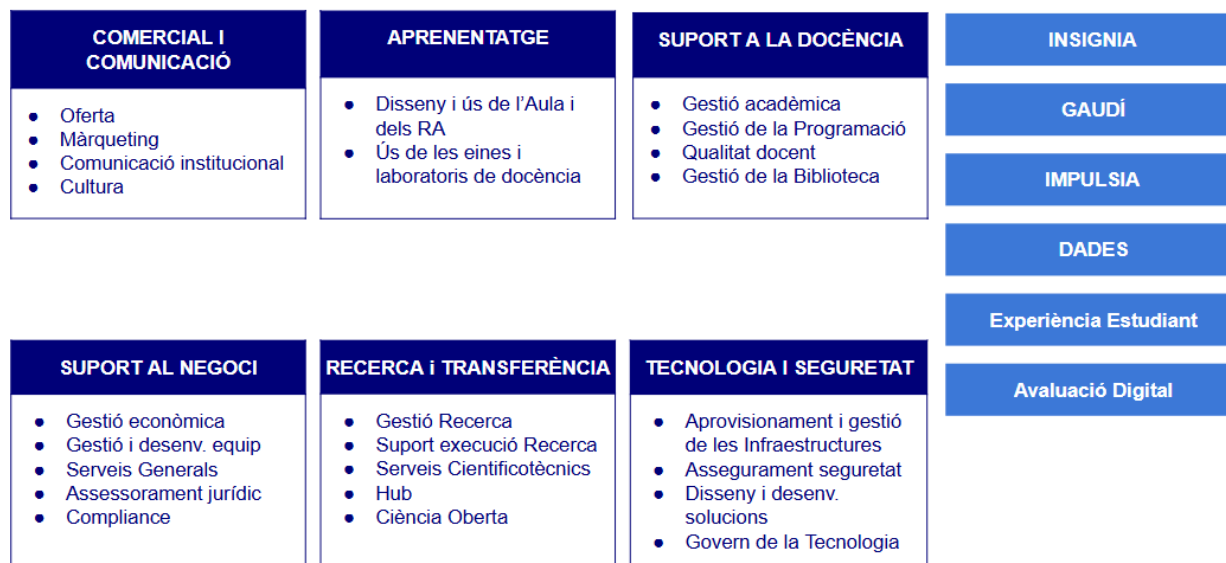 COMERCIAL I
COMUNICACIÓ
● Oferta
● Màrqueting
● Comunicació institucional
● Cultura
APRENENTATGE
● Disseny i ús de l'Aula i
dels RA
● Ús de les eines i
laboratoris de docència
SUPORT A LA DOCÈNCIA
● Gestió acadèmica
● Gestió de la Programació
● Qualitat docent
● Gestió de la Biblioteca
INSIGNIA
GAUDÍ
IMPULSIA
DADES
Experiència Estudiant
Avaluació Digital
SUPORT AL NEGOCI
● Gestió econòmica
● Gestió i desenv. equip
● Serveis Generals
● Assessorament jurídic
● Compliance
RECERCA i TRANSFERÈNCIA
● Gestió Recerca
● Suport execució Recerca
● Serveis Cientificotècnics
● Hub
● Ciència Oberta
TECNOLOGIA I SEGURETAT
● Aprovisionament i gestió
de les Infraestructures
● Assegurament seguretat
● Disseny i desenv.
solucions
● Govern de la Tecnologia